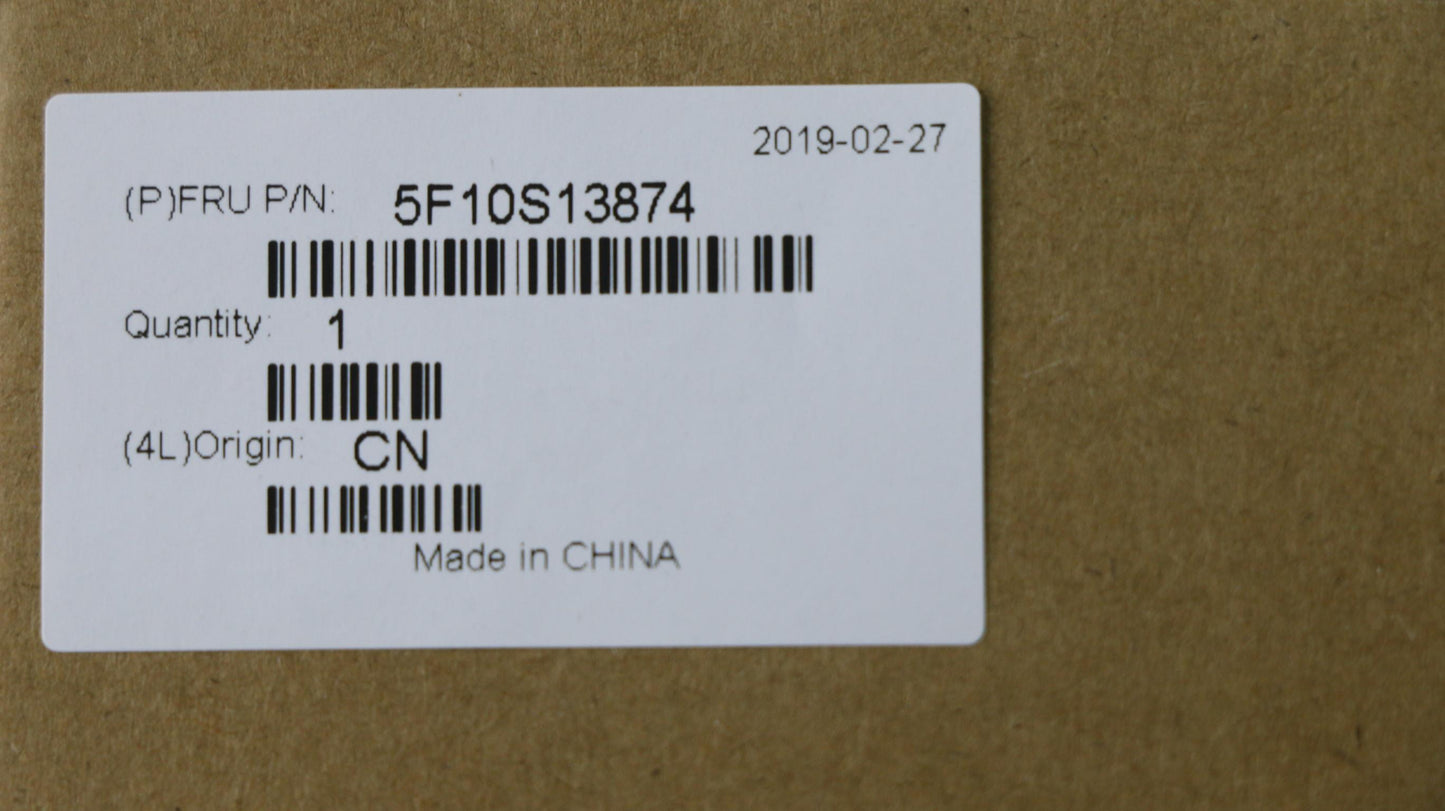 2019-02-27
(P)FRU P/N: 5F10S13874
Quantity: 1
(4L)Origin: CN
Made in CHINA